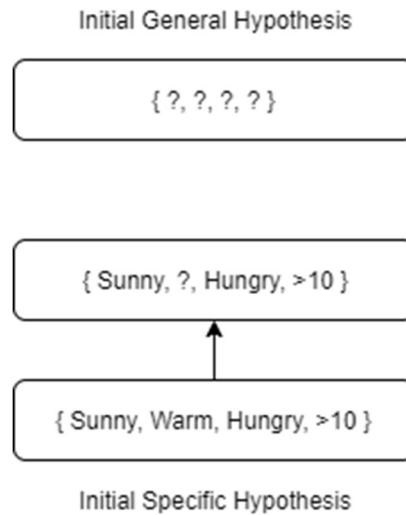 Initial General Hypothesis
{ ?, ?, ?, ? }
{ Sunny, ?, Hungry, >10 }
{ Sunny, Warm, Hungry, >10 }
Initial Specific Hypothesis